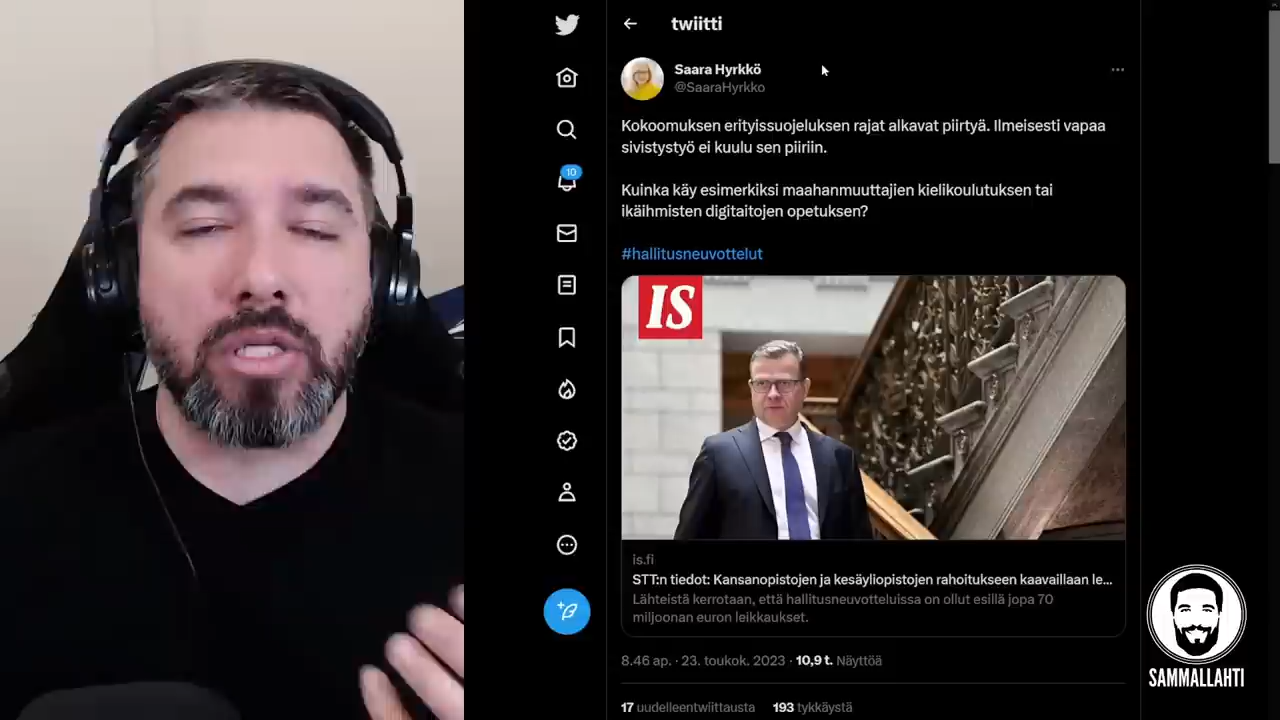 twiitti
Saara Hyrkkö
@SaaraHyrkko
Kokoomuksen erityissuojeluksen rajat alkavat piirtyä. Ilmeisesti vapaa
sivistystyö ei kuulu sen piiriin.
Kuinka käy esimerkiksi maahanmuuttajien kielikoulutuksen tai
ikäihmisten digitaitojen opetuksen?
#hallitusneuvottelut
10
IS
is.fi
STT:n tiedot: Kansanopistojen ja kesäyliopistojen rahoitukseen kaavaillaan le...
Lähteistä kerrotaan, että hallitusneuvotteluissa on ollut esillä jopa 70
miljoonan euron leikkaukset.
8.46 ap. · 23. toukok. 2023 · 10,9 t. Näyttöä
17 uudelleentwiittausta 193 tykkäystä
SAMMALLAHTI